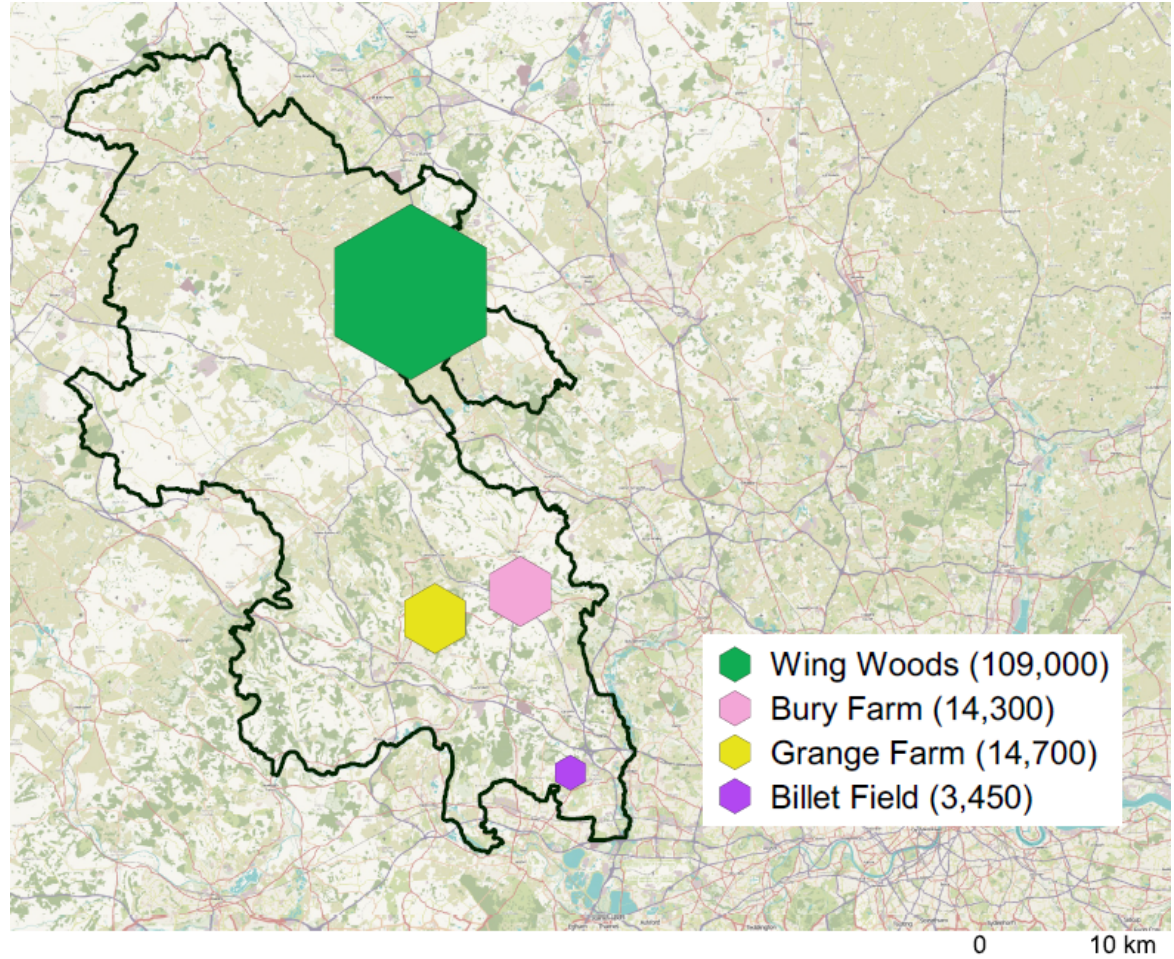 Wing Woods (109,000)
Bury Farm (14,300)
Grange Farm (14,700)
Billet Field (3,450)
0 10 km